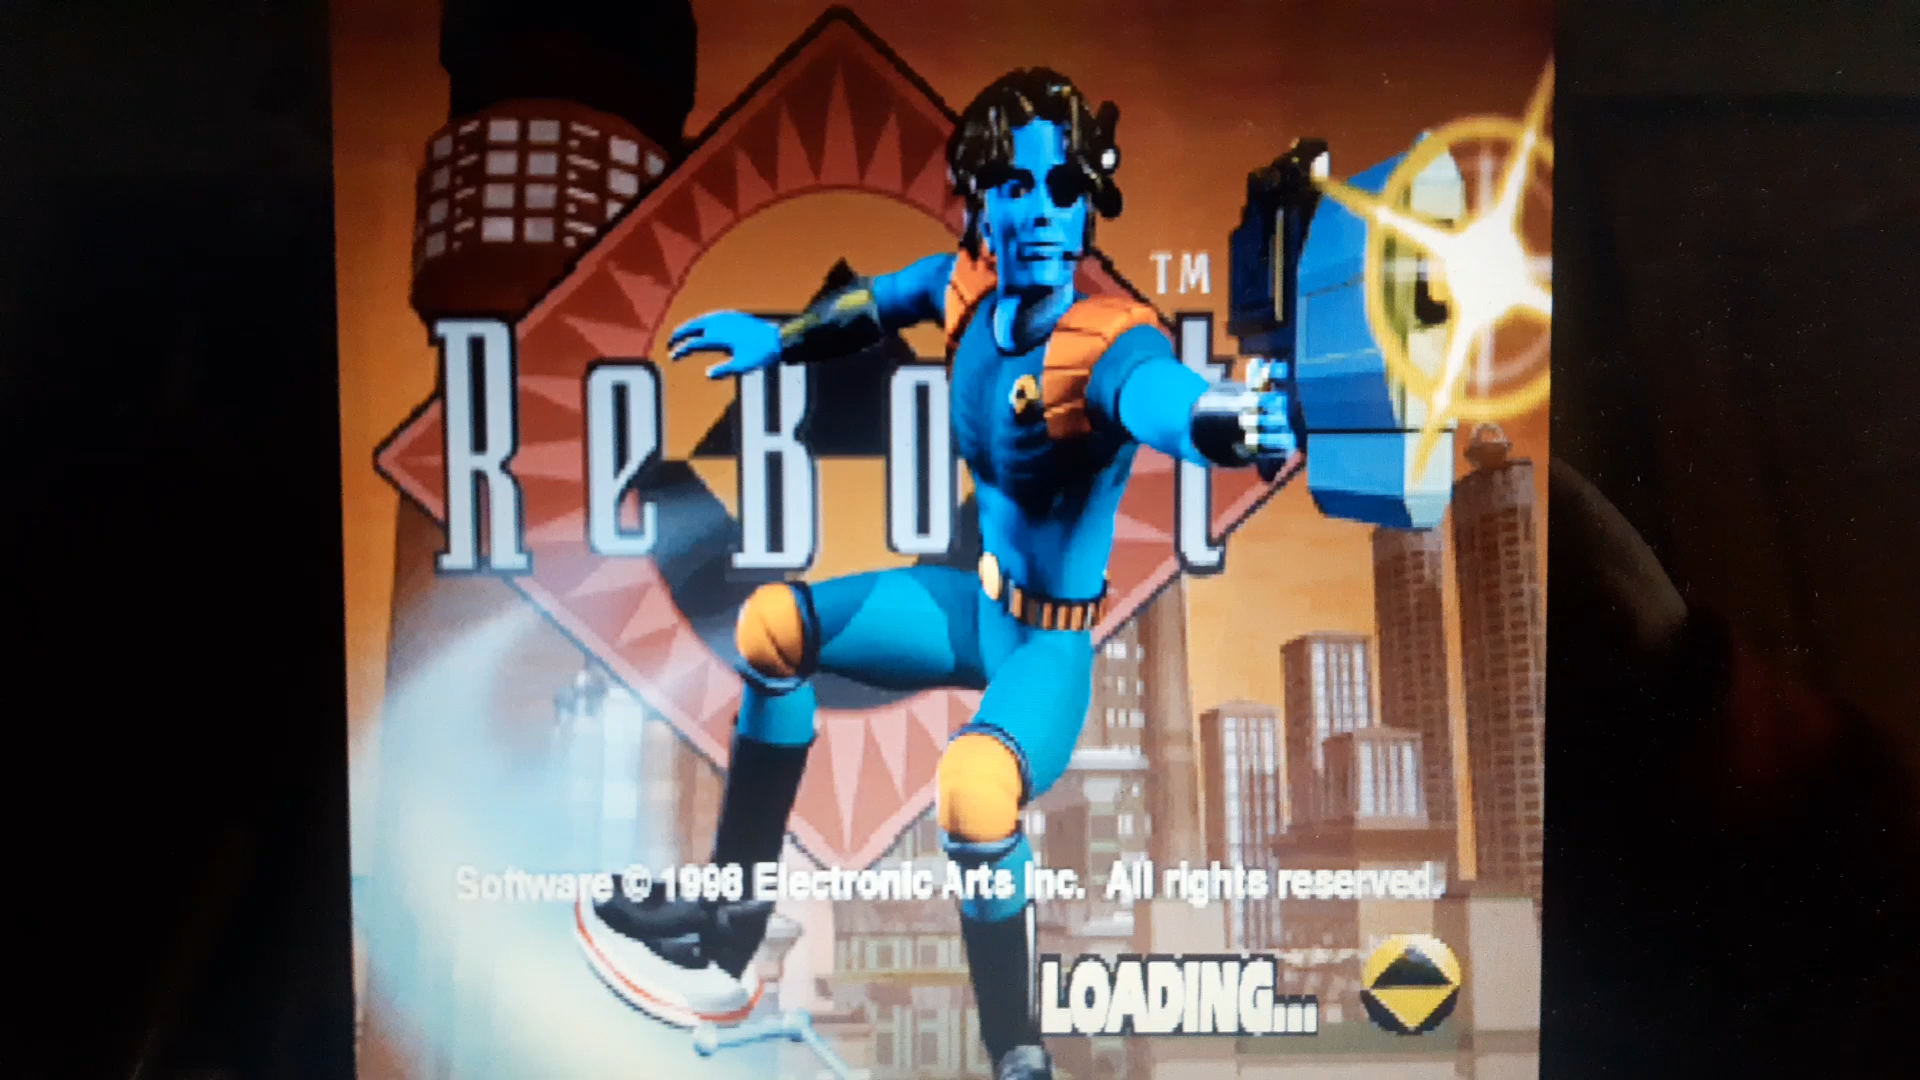 TM
ReBoot
Software © 1998 Electronic Arts Inc. All rights reserved.
LOADING...